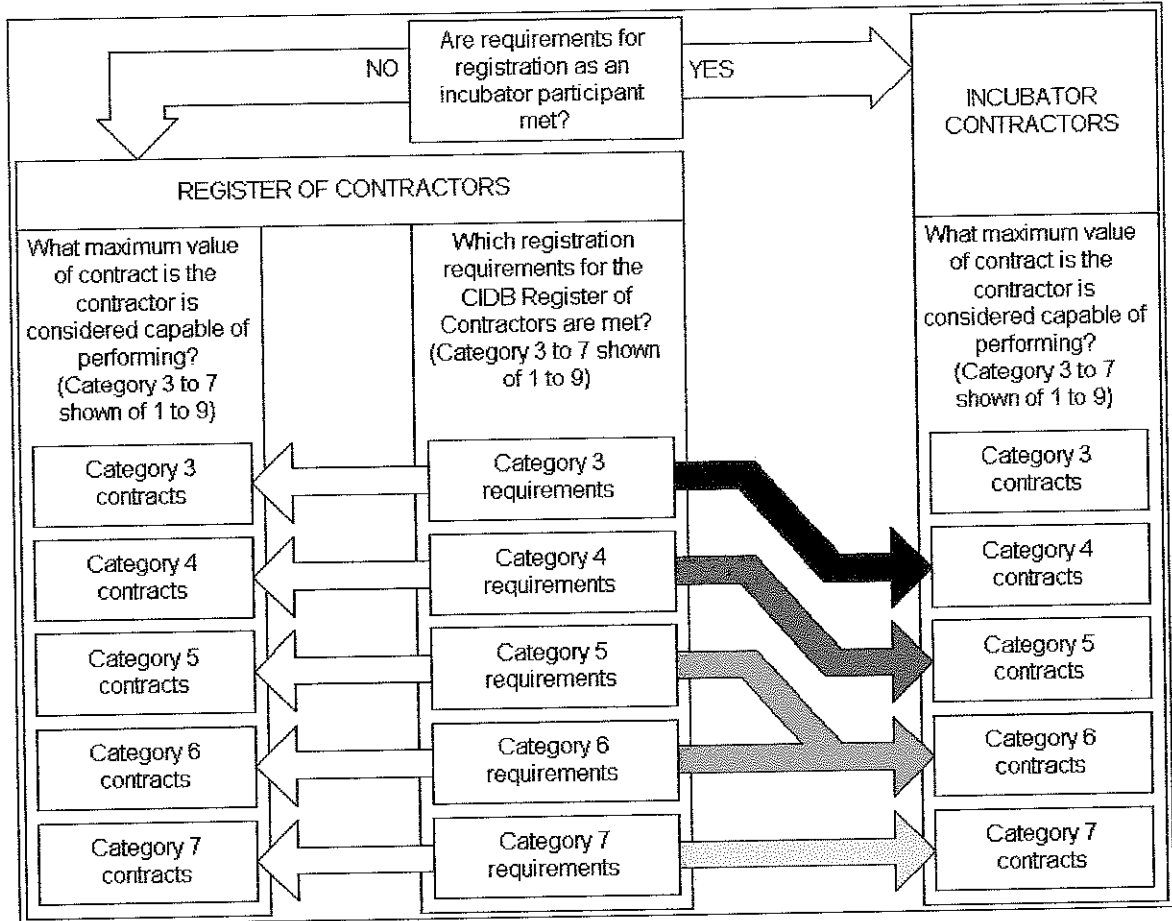 Are requirements for
registration as an
incubator participant
met?
NO
YES
INCUBATOR
CONTRACTORS
REGISTER OF CONTRACTORS
What maximum value
of contract is the
contractor is
considered capable of
performing?
(Category 3 to 7
shown of 1 to 9)
Which registration
requirements for the
CIDB Register of
Contractors are met?
(Category 3 to 7 shown
of 1 to 9)
What maximum value
of contract is the
contractor is
considered capable of
performing?
(Category 3 to 7
shown of 1 to 9)
Category 3
contracts
Category 3
requirements
Category 3
contracts
Category 4
contracts
Category 4
requirements
Category 4
contracts
Category 5
contracts
Category 5
requirements
Category 5
contracts
Category 6
contracts
Category 6
requirements
Category 6
contracts
Category 7
contracts
Category 7
requirements
Category 7
contracts